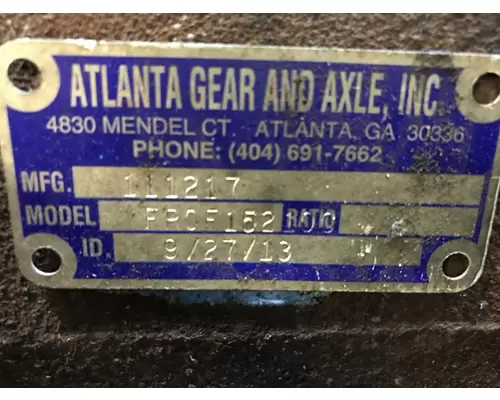 ATLANTA GEAR AND AXLE, INC
4830 MENDEL CT. ATLANTA, GA 30336
PHONE: (404) 691-7662
MFG. 111217
MODEL RATIO
ID. 9/27/13